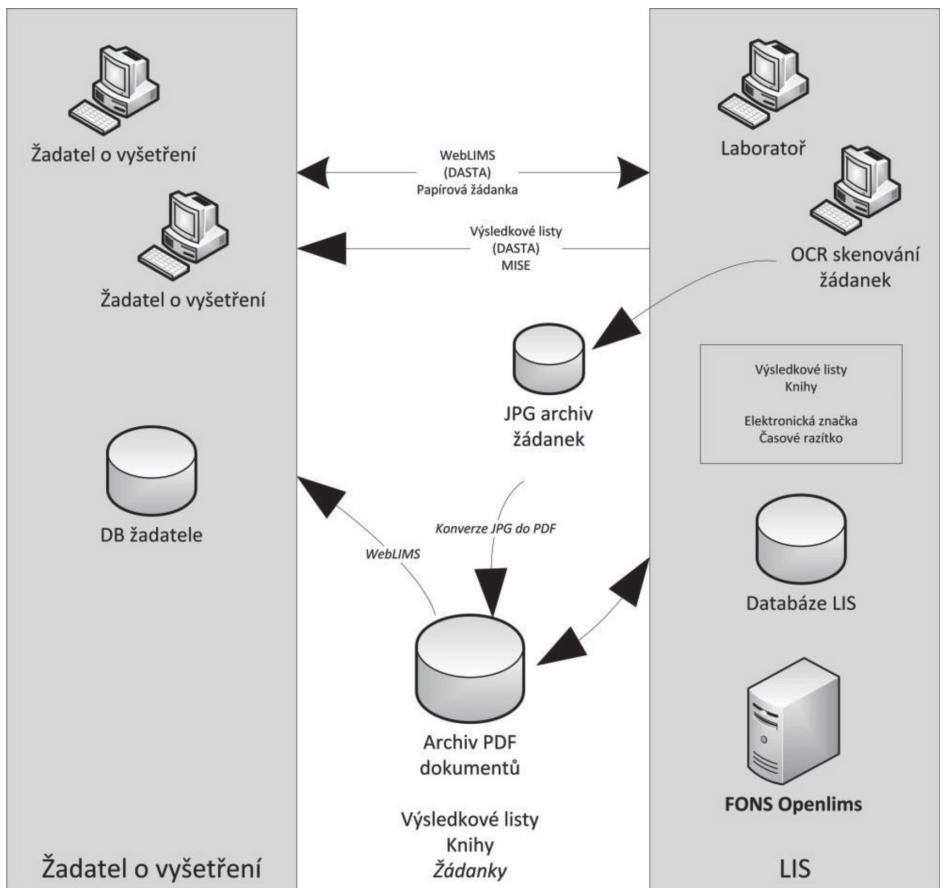 Žadatel o vyšetření
Žadatel o vyšetření
DB žadatele
Žadatel o vyšetření
WebLIMS
(DASTA)
Papírová žádanka
Výsledkové listy
(DASTA)
MISE
JPG archiv
žádanek
Konverze JPG do PDF
WebLIMS
Archiv PDF
dokumentů
Výsledkové listy
Knihy
Žádanky
Laboratoř
OCR skenování
žádanek
Výsledkové listy
Knihy
Elektronická značka
Časové razítko
Databáze LIS
FONS Openlims
LIS